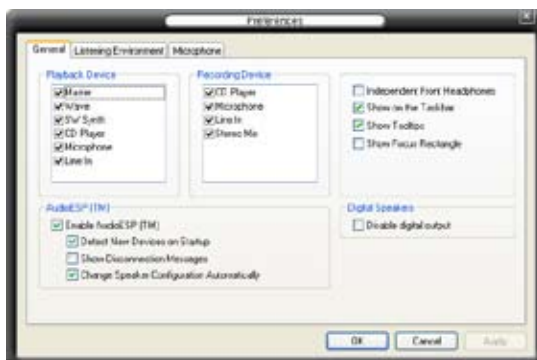 Preferences
General
Listening Environment
Microphone
Playback Device
Master
Wave
SW Synth
CD Player
Microphone
Line In
Recording Device
CD Player
Microphone
Line In
Stereo Mix
Independent Front Headphones
Show on the Taskbar
Show Tooltips
Show Focus Rectangle
AudioESP (TM)
Enable AudioESP (TM)
Detect New Devices on Startup
Show Disconnection Messages
Change Speaker Configuration Automatically
Digital Speakers
Disable digital output
OK
Cancel
Apply